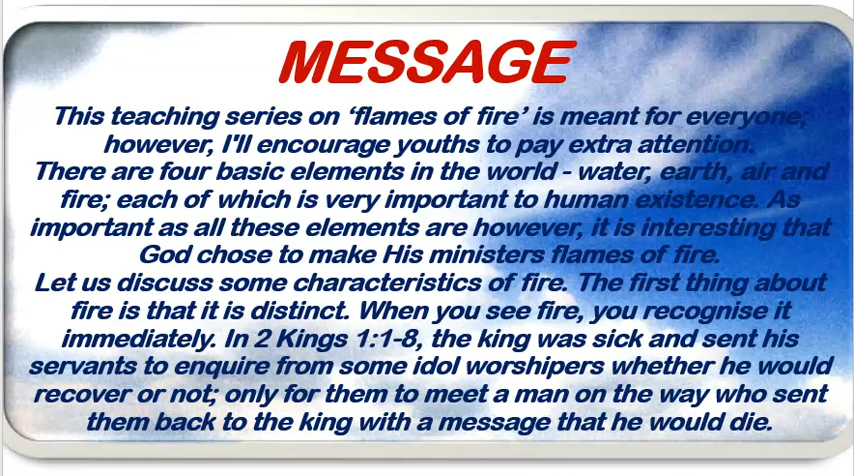 MESSAGE
This teaching series on ‘flames of fire’ is meant for everyone;
however, I'll encourage youths to pay extra attention.
There are four basic elements in the world - water, earth, air and
fire; each of which is very important to human existence. As
important as all these elements are however, it is interesting that
God chose to make His ministers flames of fire.
Let us discuss some characteristics of fire. The first thing about
fire is that it is distinct. When you see fire, you recognise it
immediately. In 2 Kings 1:1-8, the king was sick and sent his
servants to enquire from some idol worshipers whether he would
recover or not; only for them to meet a man on the way who sent
them back to the king with a message that he would die.